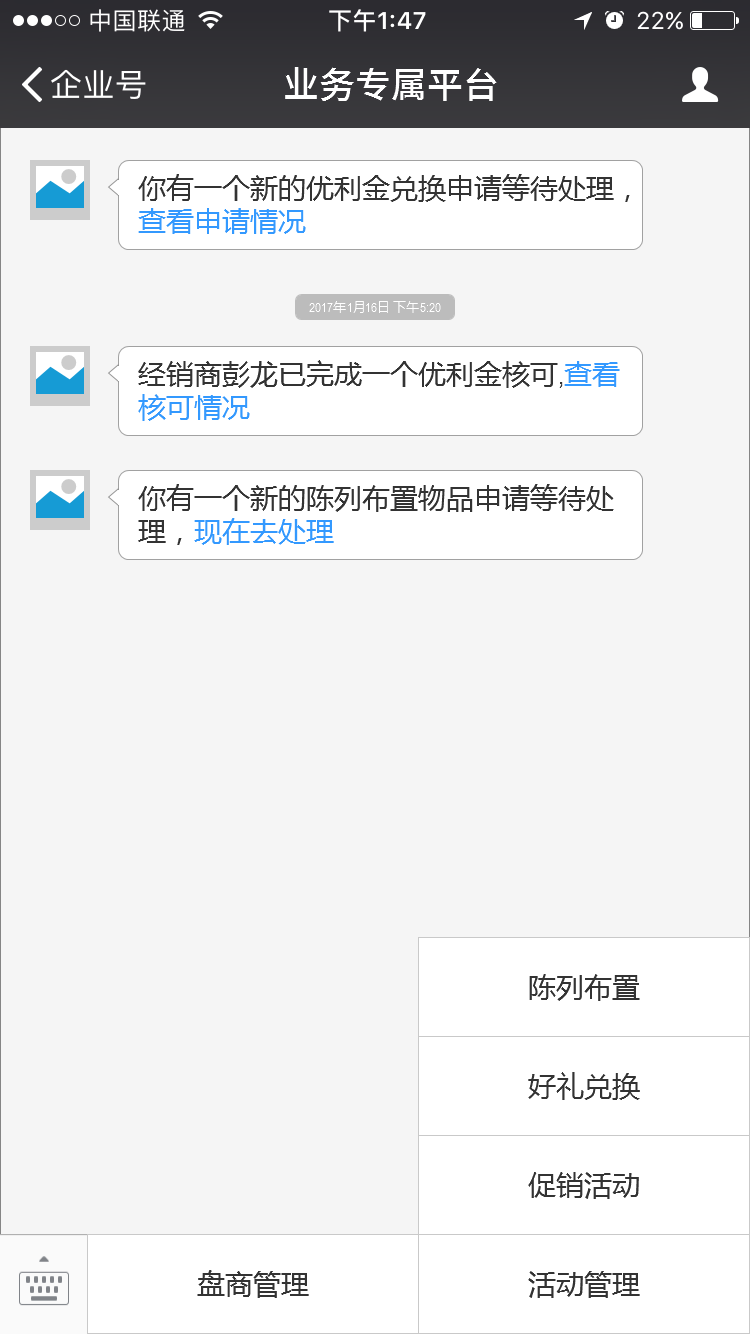 中国联通 下午1:47 22%
企业号 业务专属平台
你有一个新的优利金兑换申请等待处理，
查看申请情况
2017年1月16日 下午5:20
经销商彭龙已完成一个优利金核可,查看
核可情况
你有一个新的陈列布置物品申请等待处
理，现在去处理
陈列布置
好礼兑换
促销活动
盘商管理 活动管理